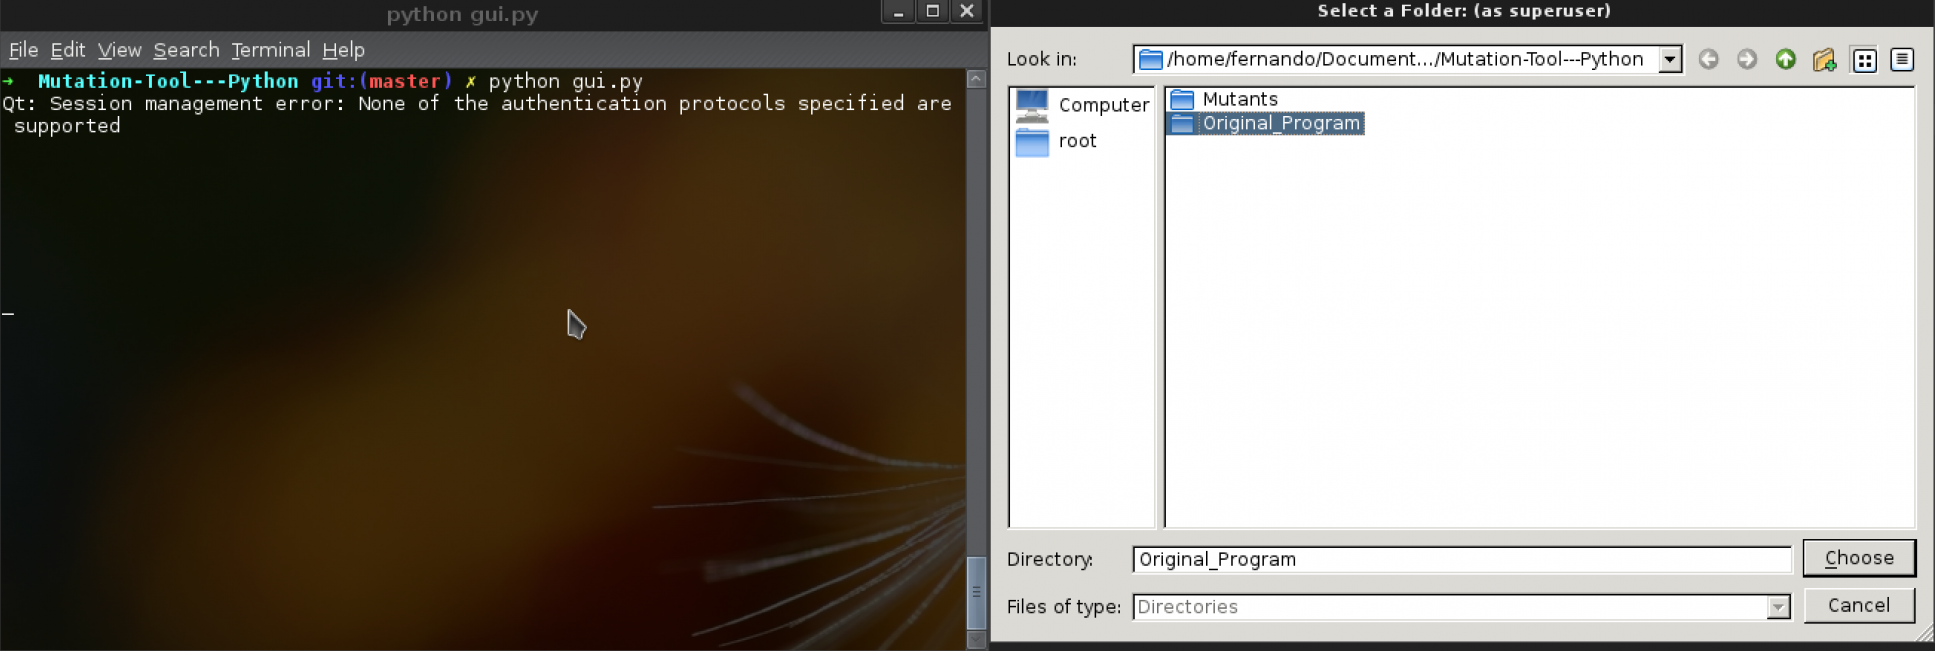 python gui.py
File Edit View Search Terminal Help
➜ Mutation-Tool---Python git:(master) ✗ python gui.py
Qt: Session management error: None of the authentication protocols specified are
supported
Select a Folder: (as superuser)
Look in: /home/fernando/Document.../Mutation-Tool---Python
Computer
root
Mutants
Original_Program
Directory: Original_Program Choose
Files of type: Directories Cancel